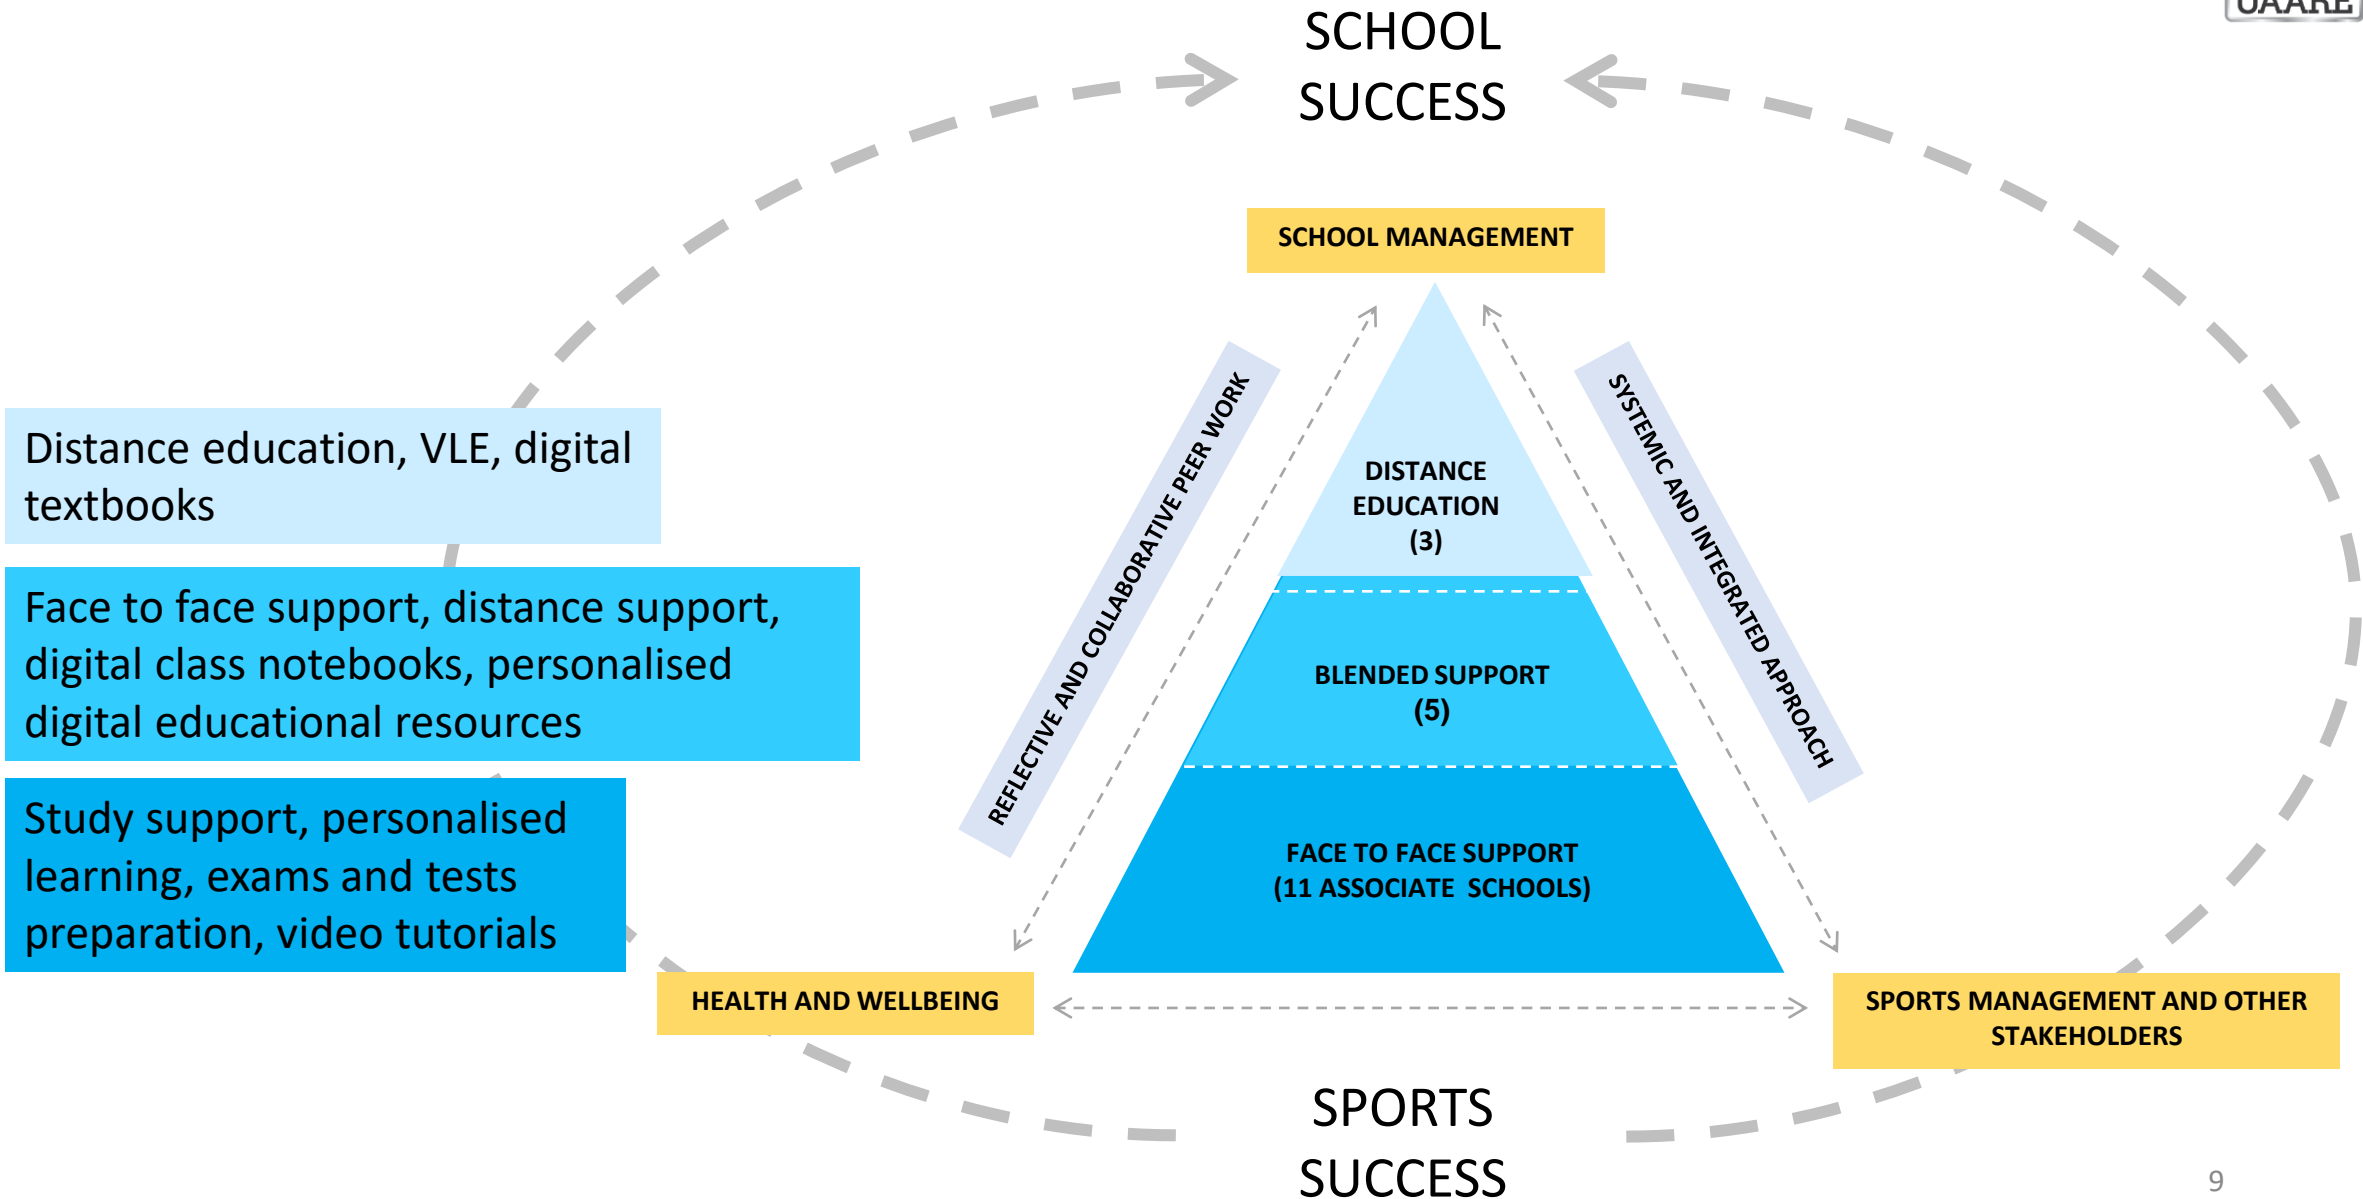 UAARE
SCHOOL
SUCCESS
SCHOOL MANAGEMENT
REFLECTIVE AND COLLABORATIVE PEER WORK
SYSTEMIC AND INTEGRATED APPROACH
Distance education, VLE, digital
textbooks
DISTANCE
EDUCATION
(3)
Face to face support, distance support,
digital class notebooks, personalised
digital educational resources
BLENDED SUPPORT
(5)
Study support, personalised
learning, exams and tests
preparation, video tutorials
FACE TO FACE SUPPORT
(11 ASSOCIATE SCHOOLS)
HEALTH AND WELLBEING
SPORTS MANAGEMENT AND OTHER
STAKEHOLDERS
SPORTS
SUCCESS
9